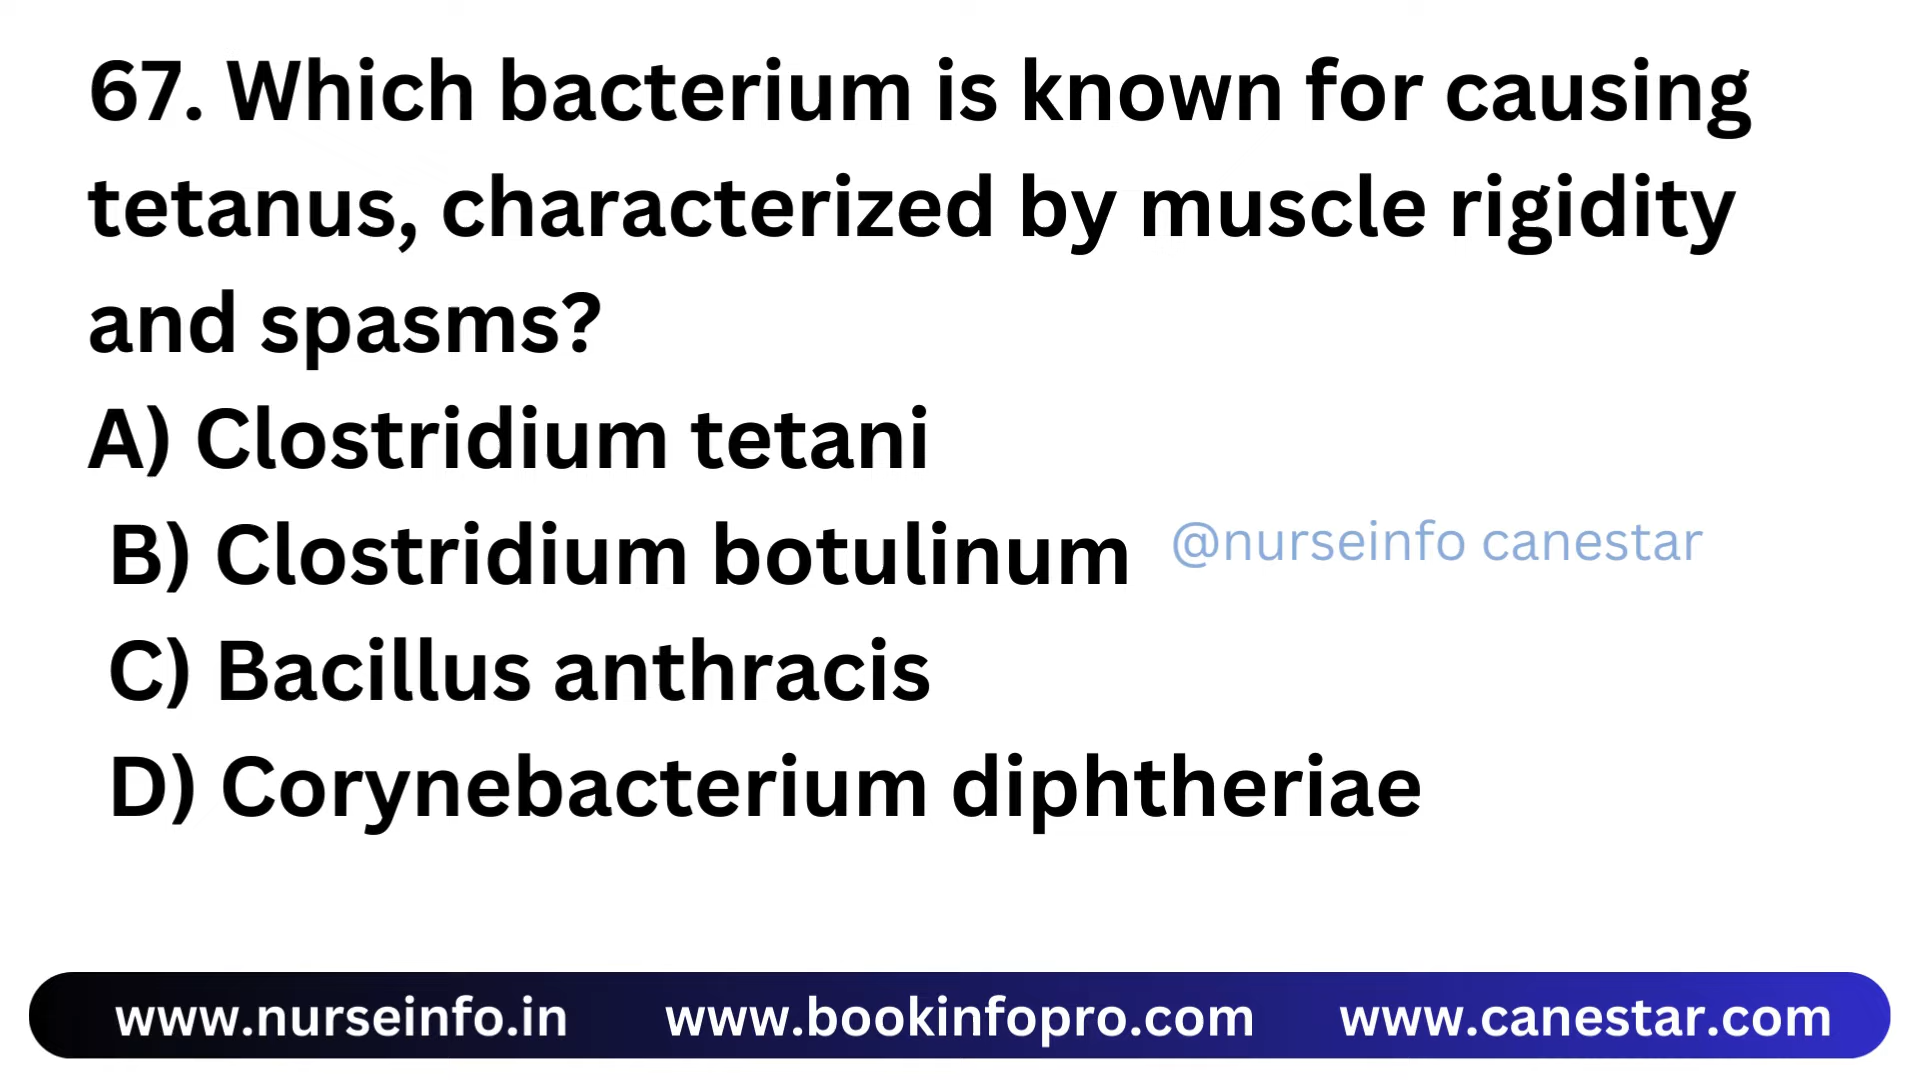 67. Which bacterium is known for causing
tetanus, characterized by muscle rigidity
and spasms?
A) Clostridium tetani
B) Clostridium botulinum
@nurseinfo canestar
C) Bacillus anthracis
D) Corynebacterium diphtheriae
www.nurseinfo.in www.bookinfopro.com www.canestar.com